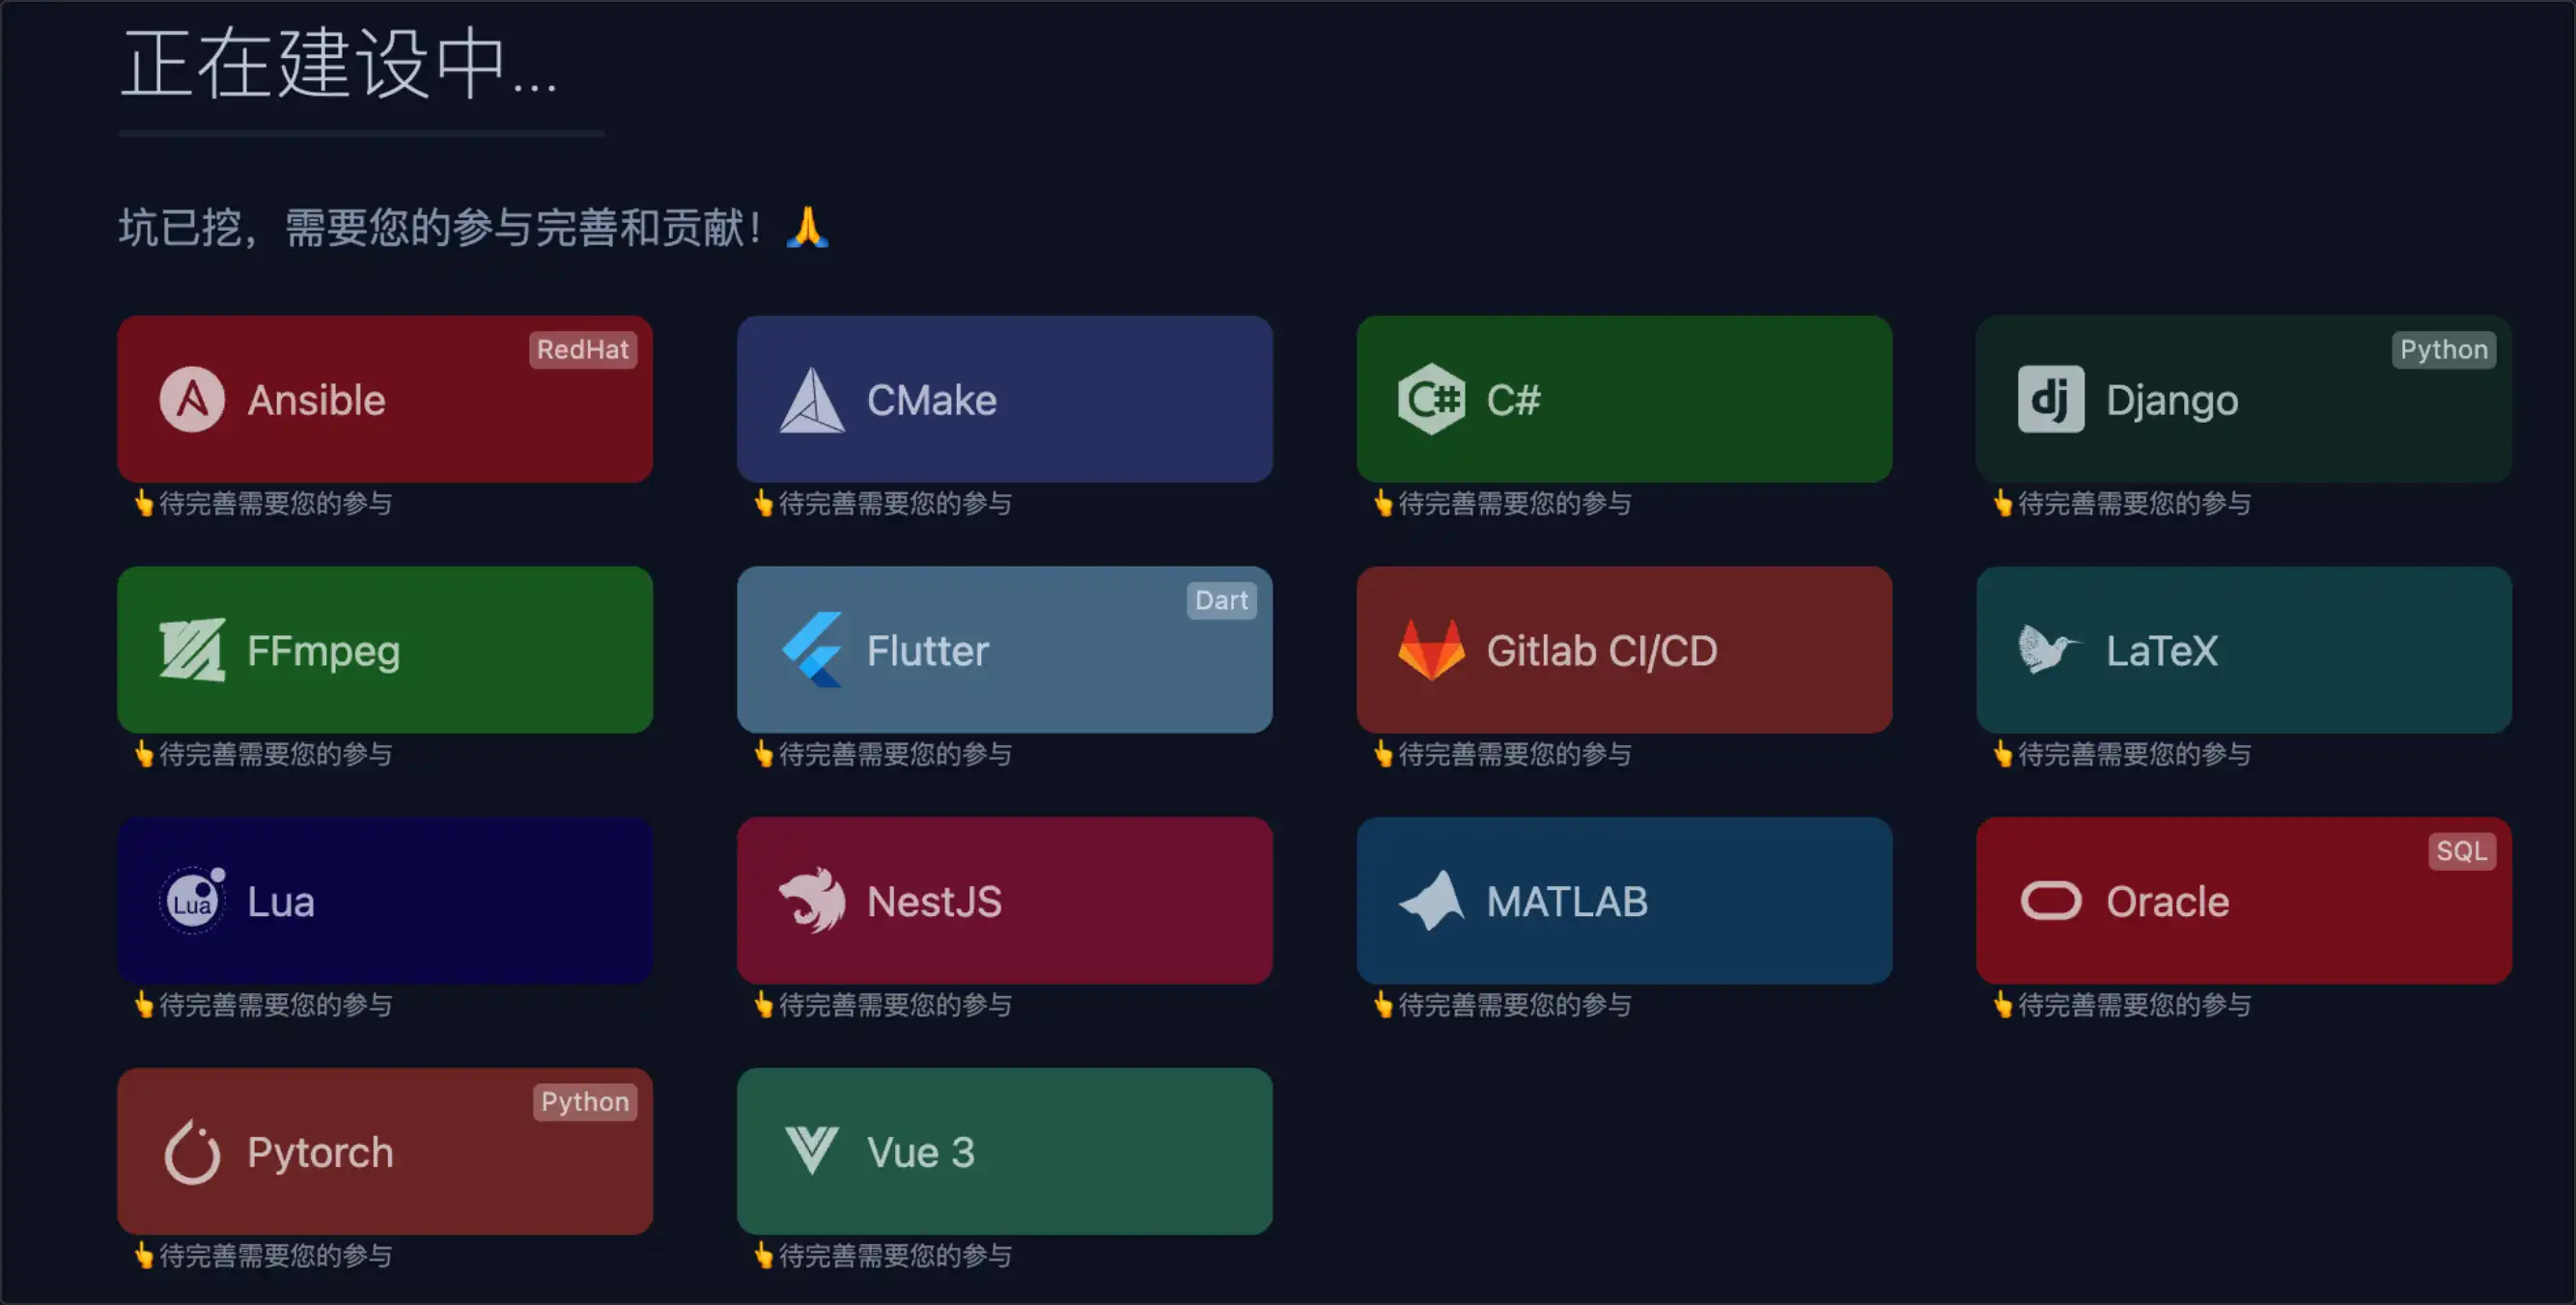 正在建设中...
坑已挖，需要您的参与完善和贡献！🙏
RedHat
Ansible
👆待完善需要您的参与
CMake
👆待完善需要您的参与
C#
C#
👆待完善需要您的参与
Python
dj
Django
👆待完善需要您的参与
FFmpeg
👆待完善需要您的参与
Dart
Flutter
👆待完善需要您的参与
Gitlab CI/CD
👆待完善需要您的参与
LaTeX
👆待完善需要您的参与
Lua
Lua
👆待完善需要您的参与
NestJS
👆待完善需要您的参与
MATLAB
👆待完善需要您的参与
SQL
Oracle
👆待完善需要您的参与
Python
Pytorch
👆待完善需要您的参与
Vue 3
👆待完善需要您的参与